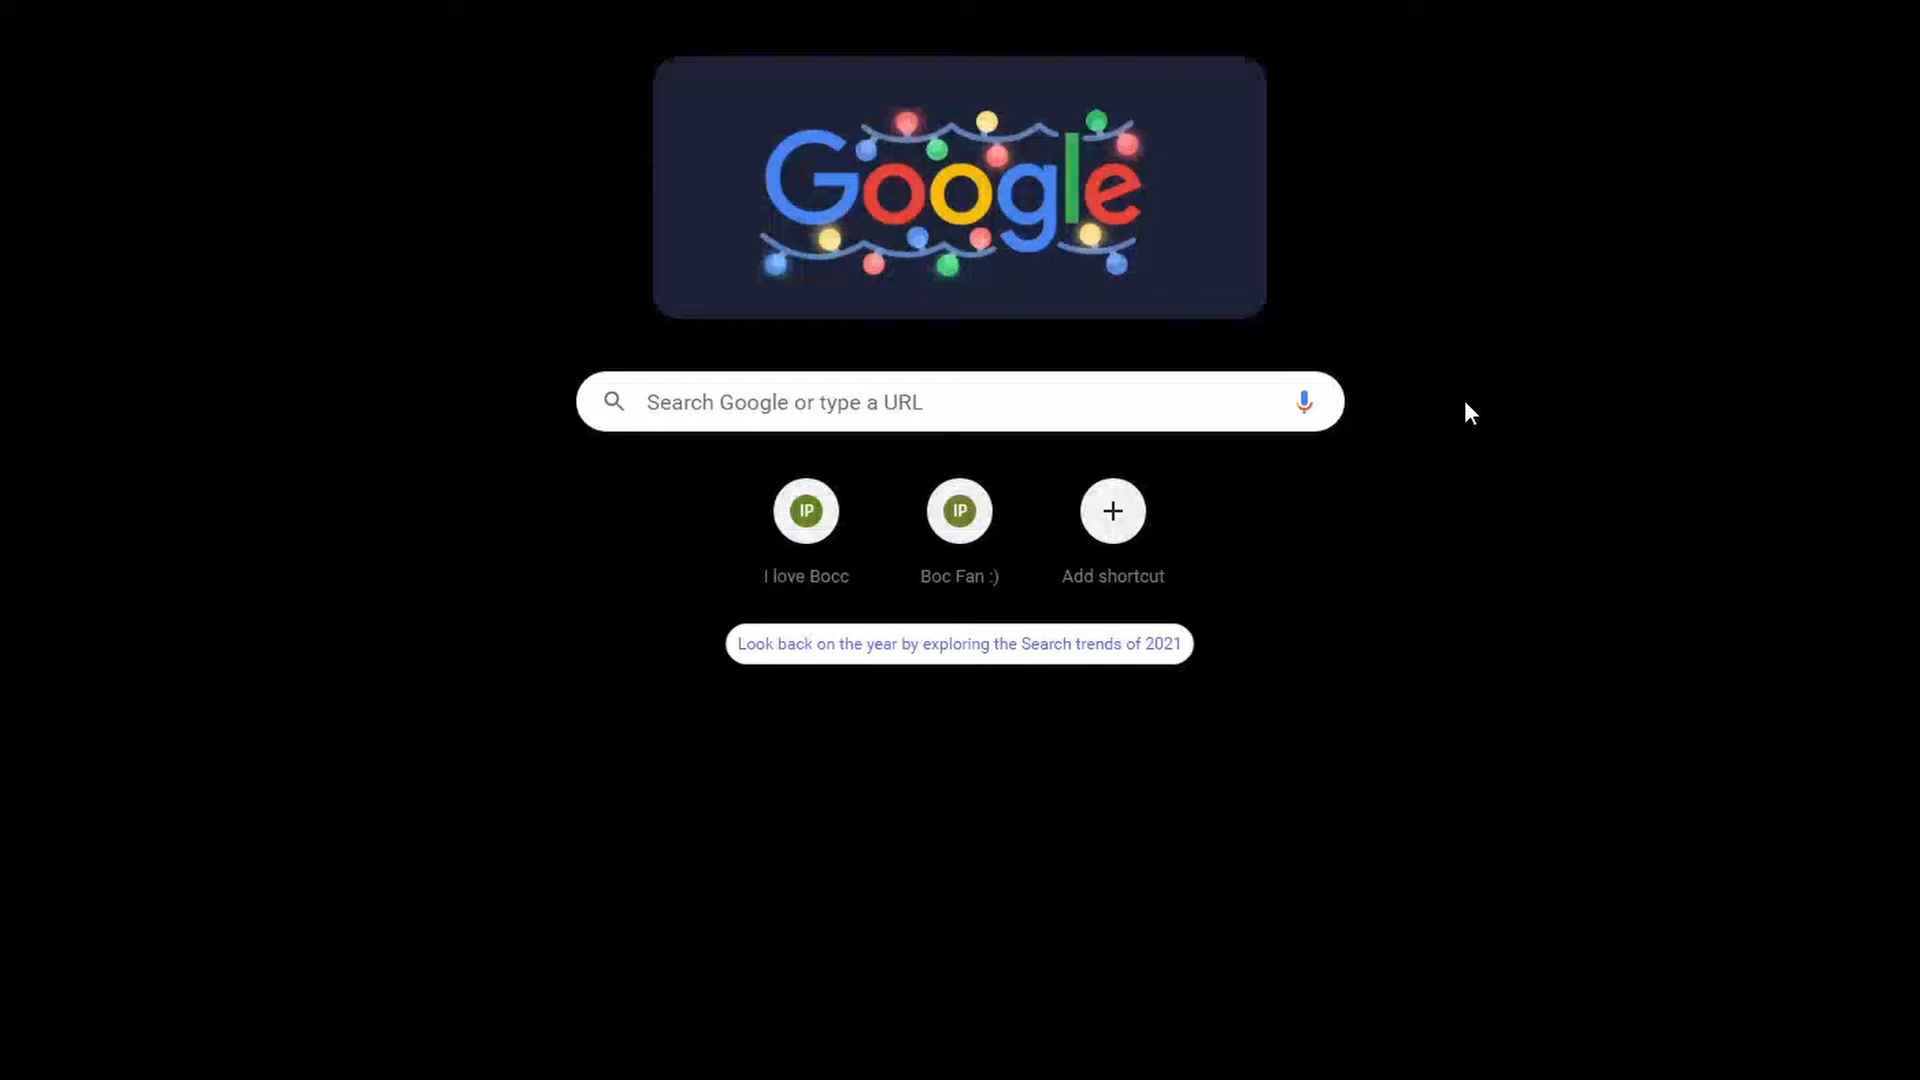 Google
Search Google or type a URL
IP
IP
I love Bocc
Boc Fan :)
Add shortcut
Look back on the year by exploring the Search trends of 2021